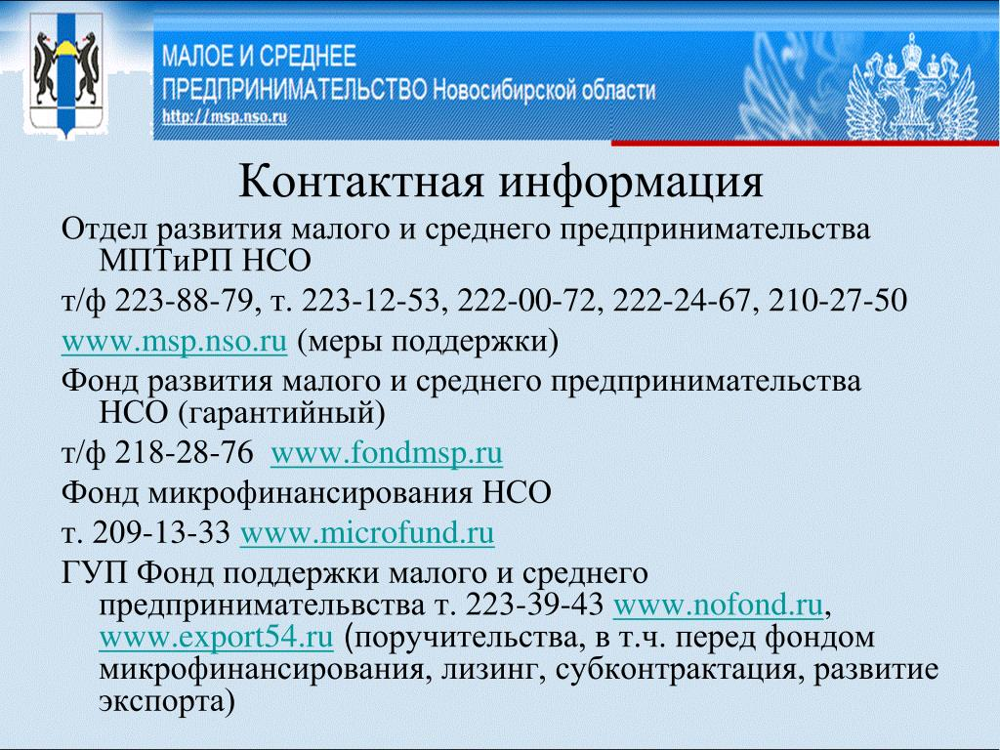 МАЛОЕ И СРЕДНЕЕ
ПРЕДПРИНИМАТЕЛЬСТВО Новосибирской области
http://msp.nso.ru
Контактная информация
Отдел развития малого и среднего предпринимательства
МПТиРП НСО
т/ф 223-88-79, т. 223-12-53, 222-00-72, 222-24-67, 210-27-50
www.msp.nso.ru (меры поддержки)
Фонд развития малого и среднего предпринимательства
НСО (гарантийный)
т/ф 218-28-76 www.fondmsp.ru
Фонд микрофинансирования НСО
т. 209-13-33 www.microfund.ru
ГУП Фонд поддержки малого и среднего
предпринимательвства т. 223-39-43 www.nofond.ru,
www.export54.ru (поручительства, в т.ч. перед фондом
микрофинансирования, лизинг, субконтрактация, развитие
экспорта)